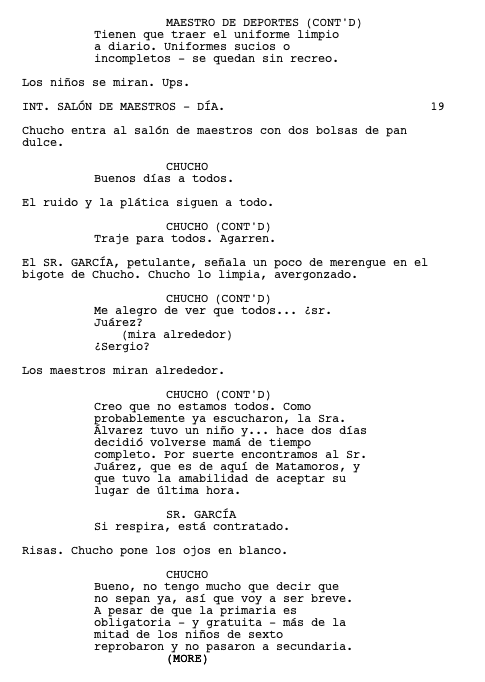 MAESTRO DE DEPORTES (CONT'D)
Tienen que traer el uniforme limpio
a diario. Uniformes sucios o
incompletos - se quedan sin recreo.
Los niños se miran. Ups.
INT. SALÓN DE MAESTROS - DÍA. 19
Chucho entra al salón de maestros con dos bolsas de pan
dulce.
CHUCHO
Buenos días a todos.
El ruido y la plática siguen a todo.
CHUCHO (CONT'D)
Traje para todos. Agarren.
El SR. GARCÍA, petulante, señala un poco de merengue en el
bigote de Chucho. Chucho lo limpia, avergonzado.
CHUCHO (CONT'D)
Me alegro de ver que todos... ¿sr.
Juárez?
(mira alrededor)
¿Sergio?
Los maestros miran alrededor.
CHUCHO (CONT'D)
Creo que no estamos todos. Como
probablemente ya escucharon, la Sra.
Álvarez tuvo un niño y... hace dos días
decidió volverse mamá de tiempo
completo. Por suerte encontramos al Sr.
Juárez, que es de aquí de Matamoros, y
que tuvo la amabilidad de aceptar su
lugar de última hora.
SR. GARCÍA
Si respira, está contratado.
Risas. Chucho pone los ojos en blanco.
CHUCHO
Bueno, no tengo mucho que decir que
no sepan ya, así que voy a ser breve.
A pesar de que la primaria es
obligatoria - y gratuita - más de la
mitad de los niños de sexto
reprobaron y no pasaron a secundaria.
(MORE)